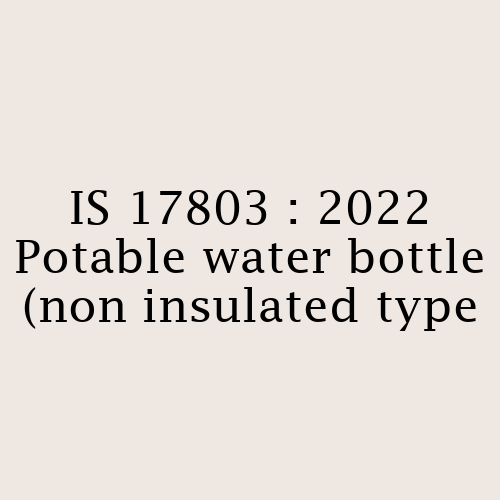 IS 17803 : 2022
Potable water bottle
(non insulated type